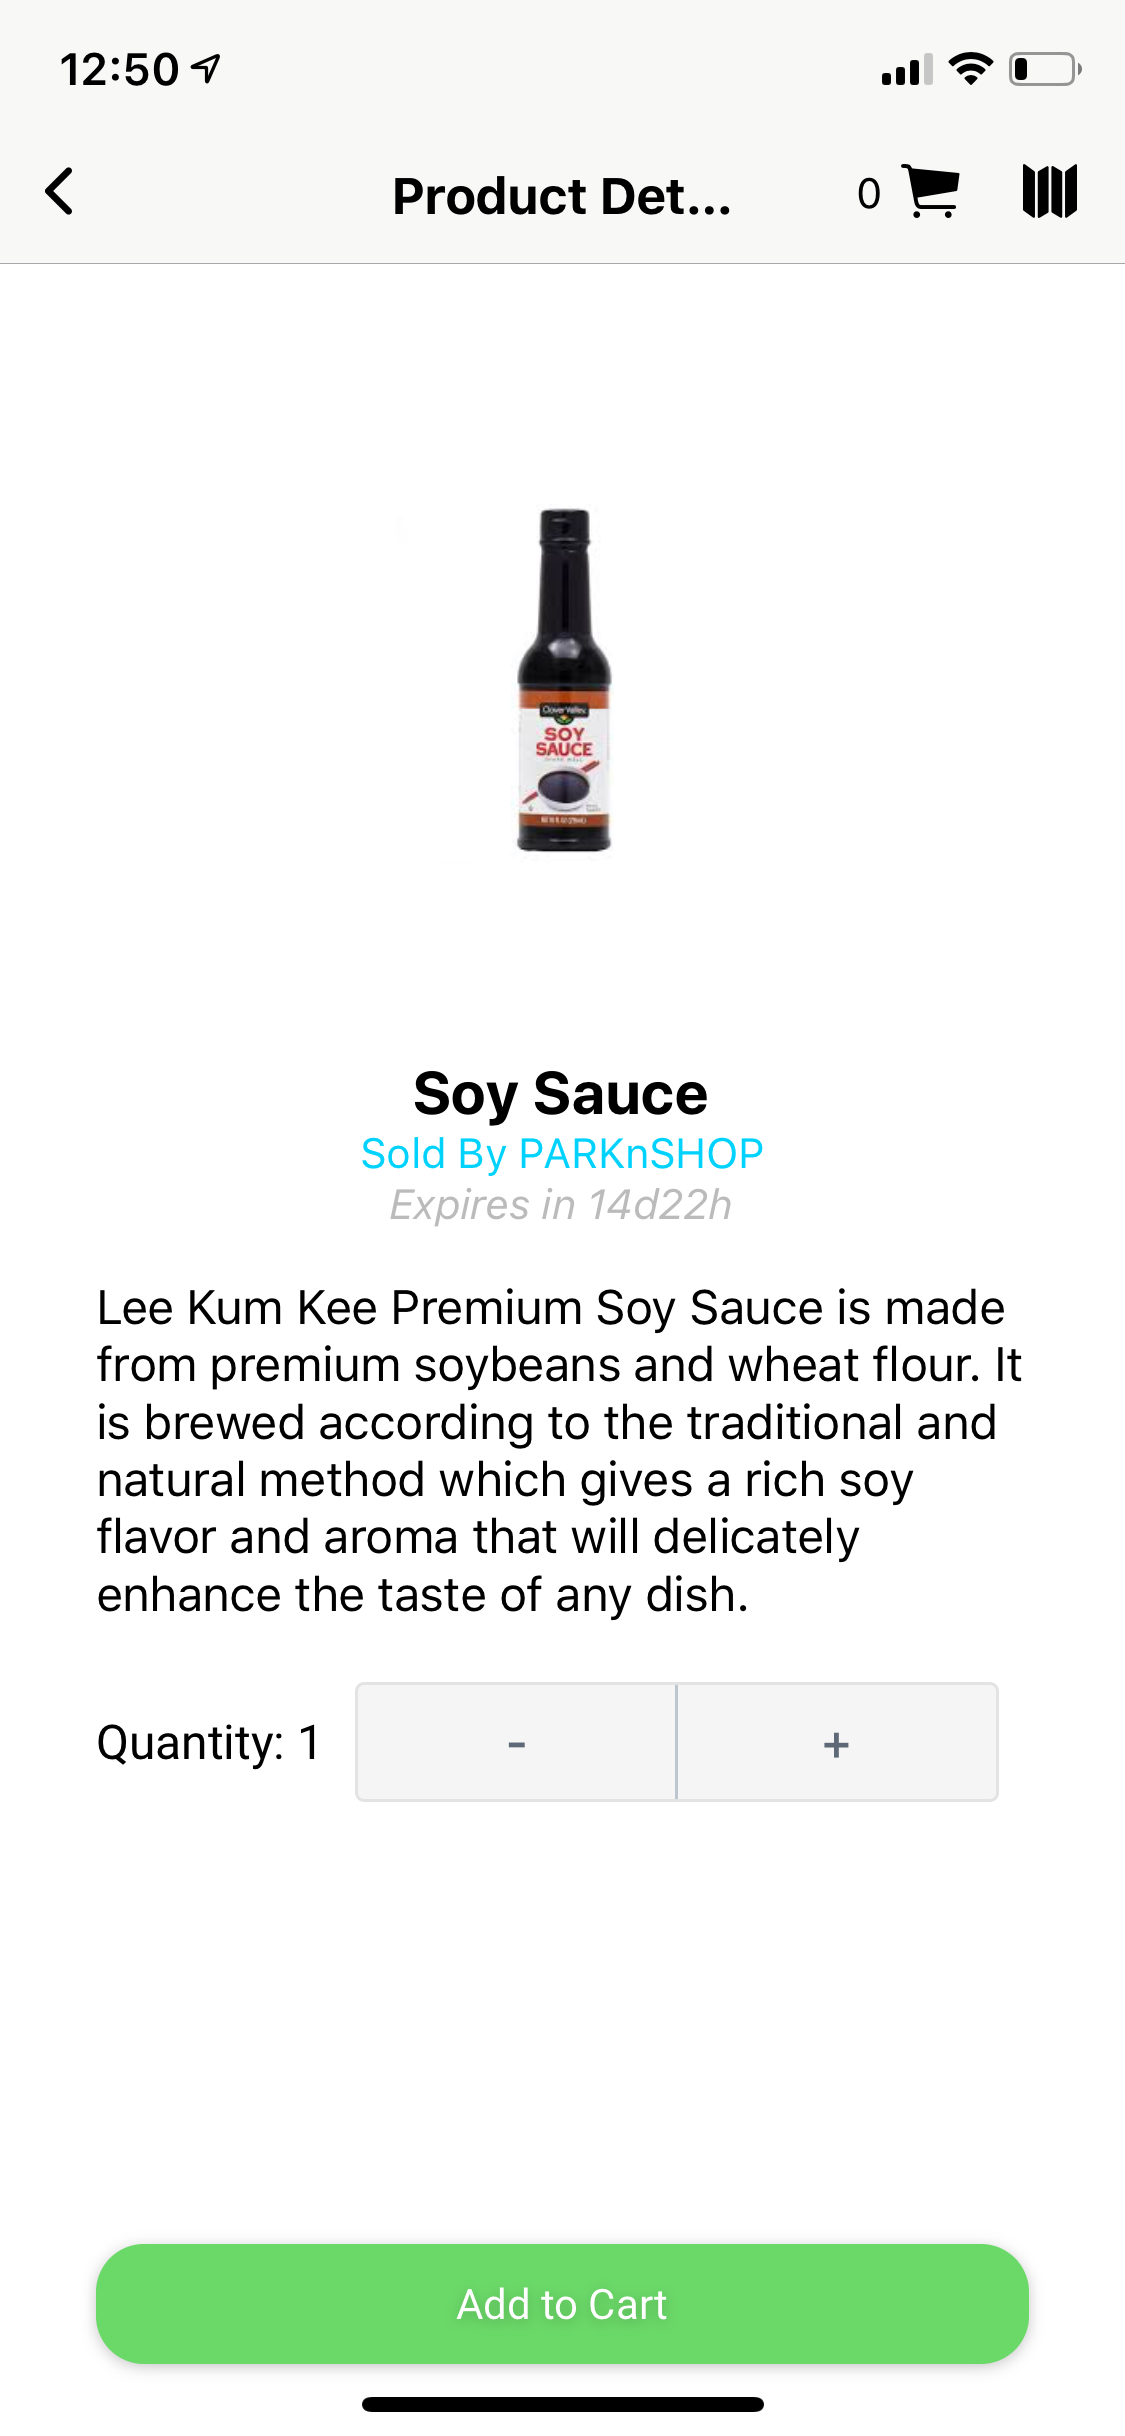 12:50
Product Det...
0
Clover Valley
SOY
SAUCE
Soy Sauce
Sold By PARKnSHOP
Expires in 14d22h
Lee Kum Kee Premium Soy Sauce is made
from premium soybeans and wheat flour. It
is brewed according to the traditional and
natural method which gives a rich soy
flavor and aroma that will delicately
enhance the taste of any dish.
Quantity: 1
-
+
Add to Cart